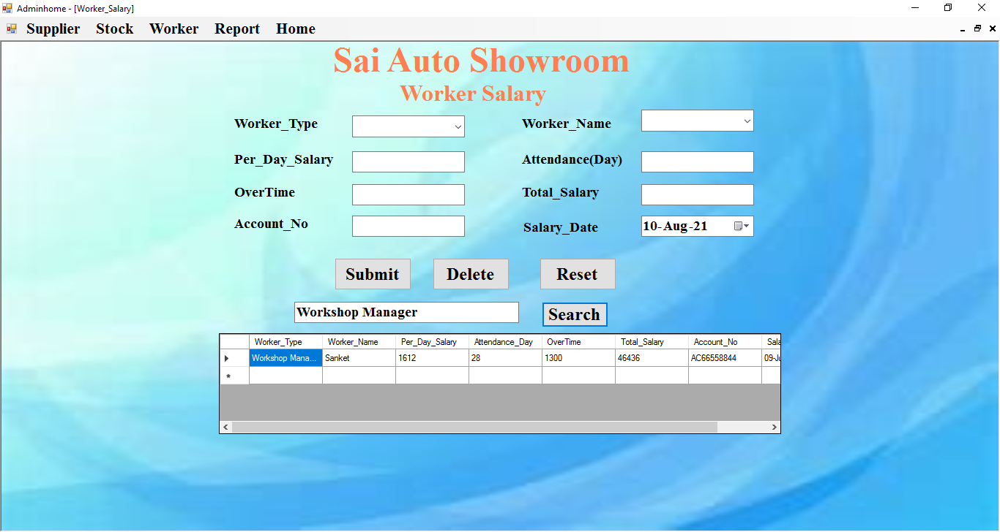 Adminhome - [Worker_Salary]
Supplier Stock Worker Report Home
Sai Auto Showroom
Worker Salary
Worker_Type Worker_Name
Per_Day_Salary Attendance(Day)
OverTime Total_Salary
Account_No Salary_Date 10-Aug-21
Submit Delete Reset
Workshop Manager Search
Worker_Type Worker_Name Per_Day_Salary Attendance_Day OverTime Total_Salary Account_No Sala
Workshop Mana... Sanket 1612 28 1300 46436 AC66558844 09-Ju